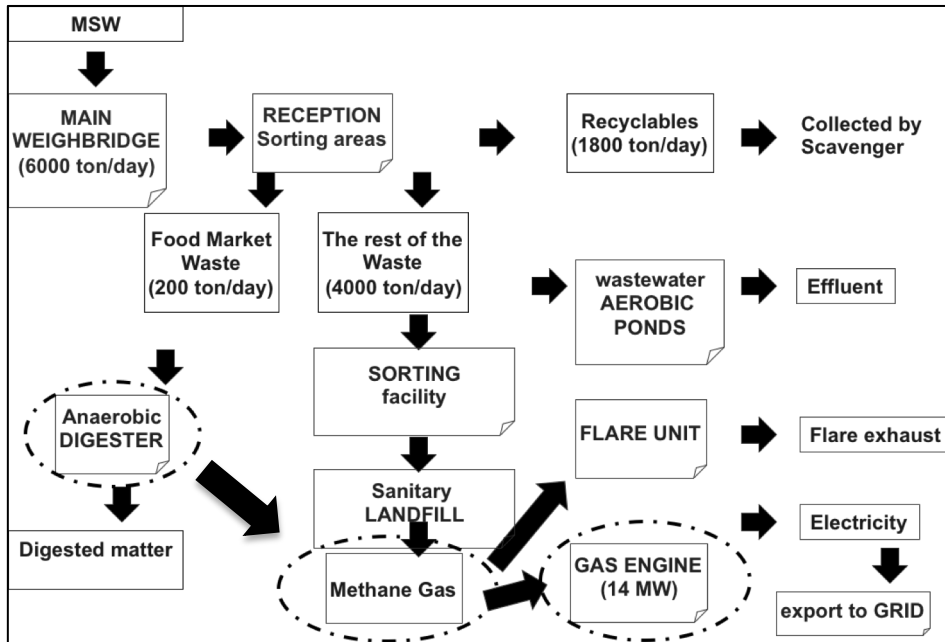 MSW
MAIN
WEIGHBRIDGE
(6000 ton/day)
RECEPTION
Sorting areas
Recyclables
(1800 ton/day)
Collected by
Scavenger
Food Market
Waste
(200 ton/day)
The rest of the
Waste
(4000 ton/day)
wastewater
AEROBIC
PONDS
Effluent
SORTING
facility
Anaerobic
DIGESTER
FLARE UNIT
Flare exhaust
Sanitary
LANDFILL
Digested matter
Methane Gas
GAS ENGINE
(14 MW)
Electricity
export to GRID